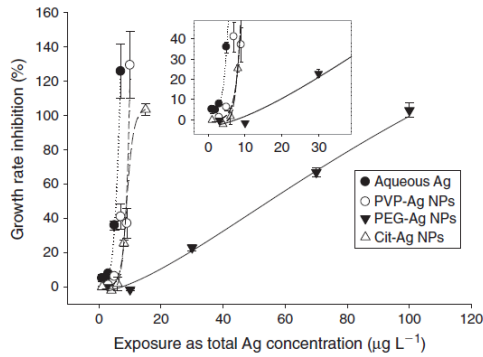 160
140
120
100
80
60
40
20
0
Growth rate inhibition (%)
40
30
20
10
0
0 10 20 30
Aqueous Ag
PVP-Ag NPs
PEG-Ag NPs
Cit-Ag NPs
0 20 40 60 80 100 120
Exposure as total Ag concentration (μg L⁻¹)